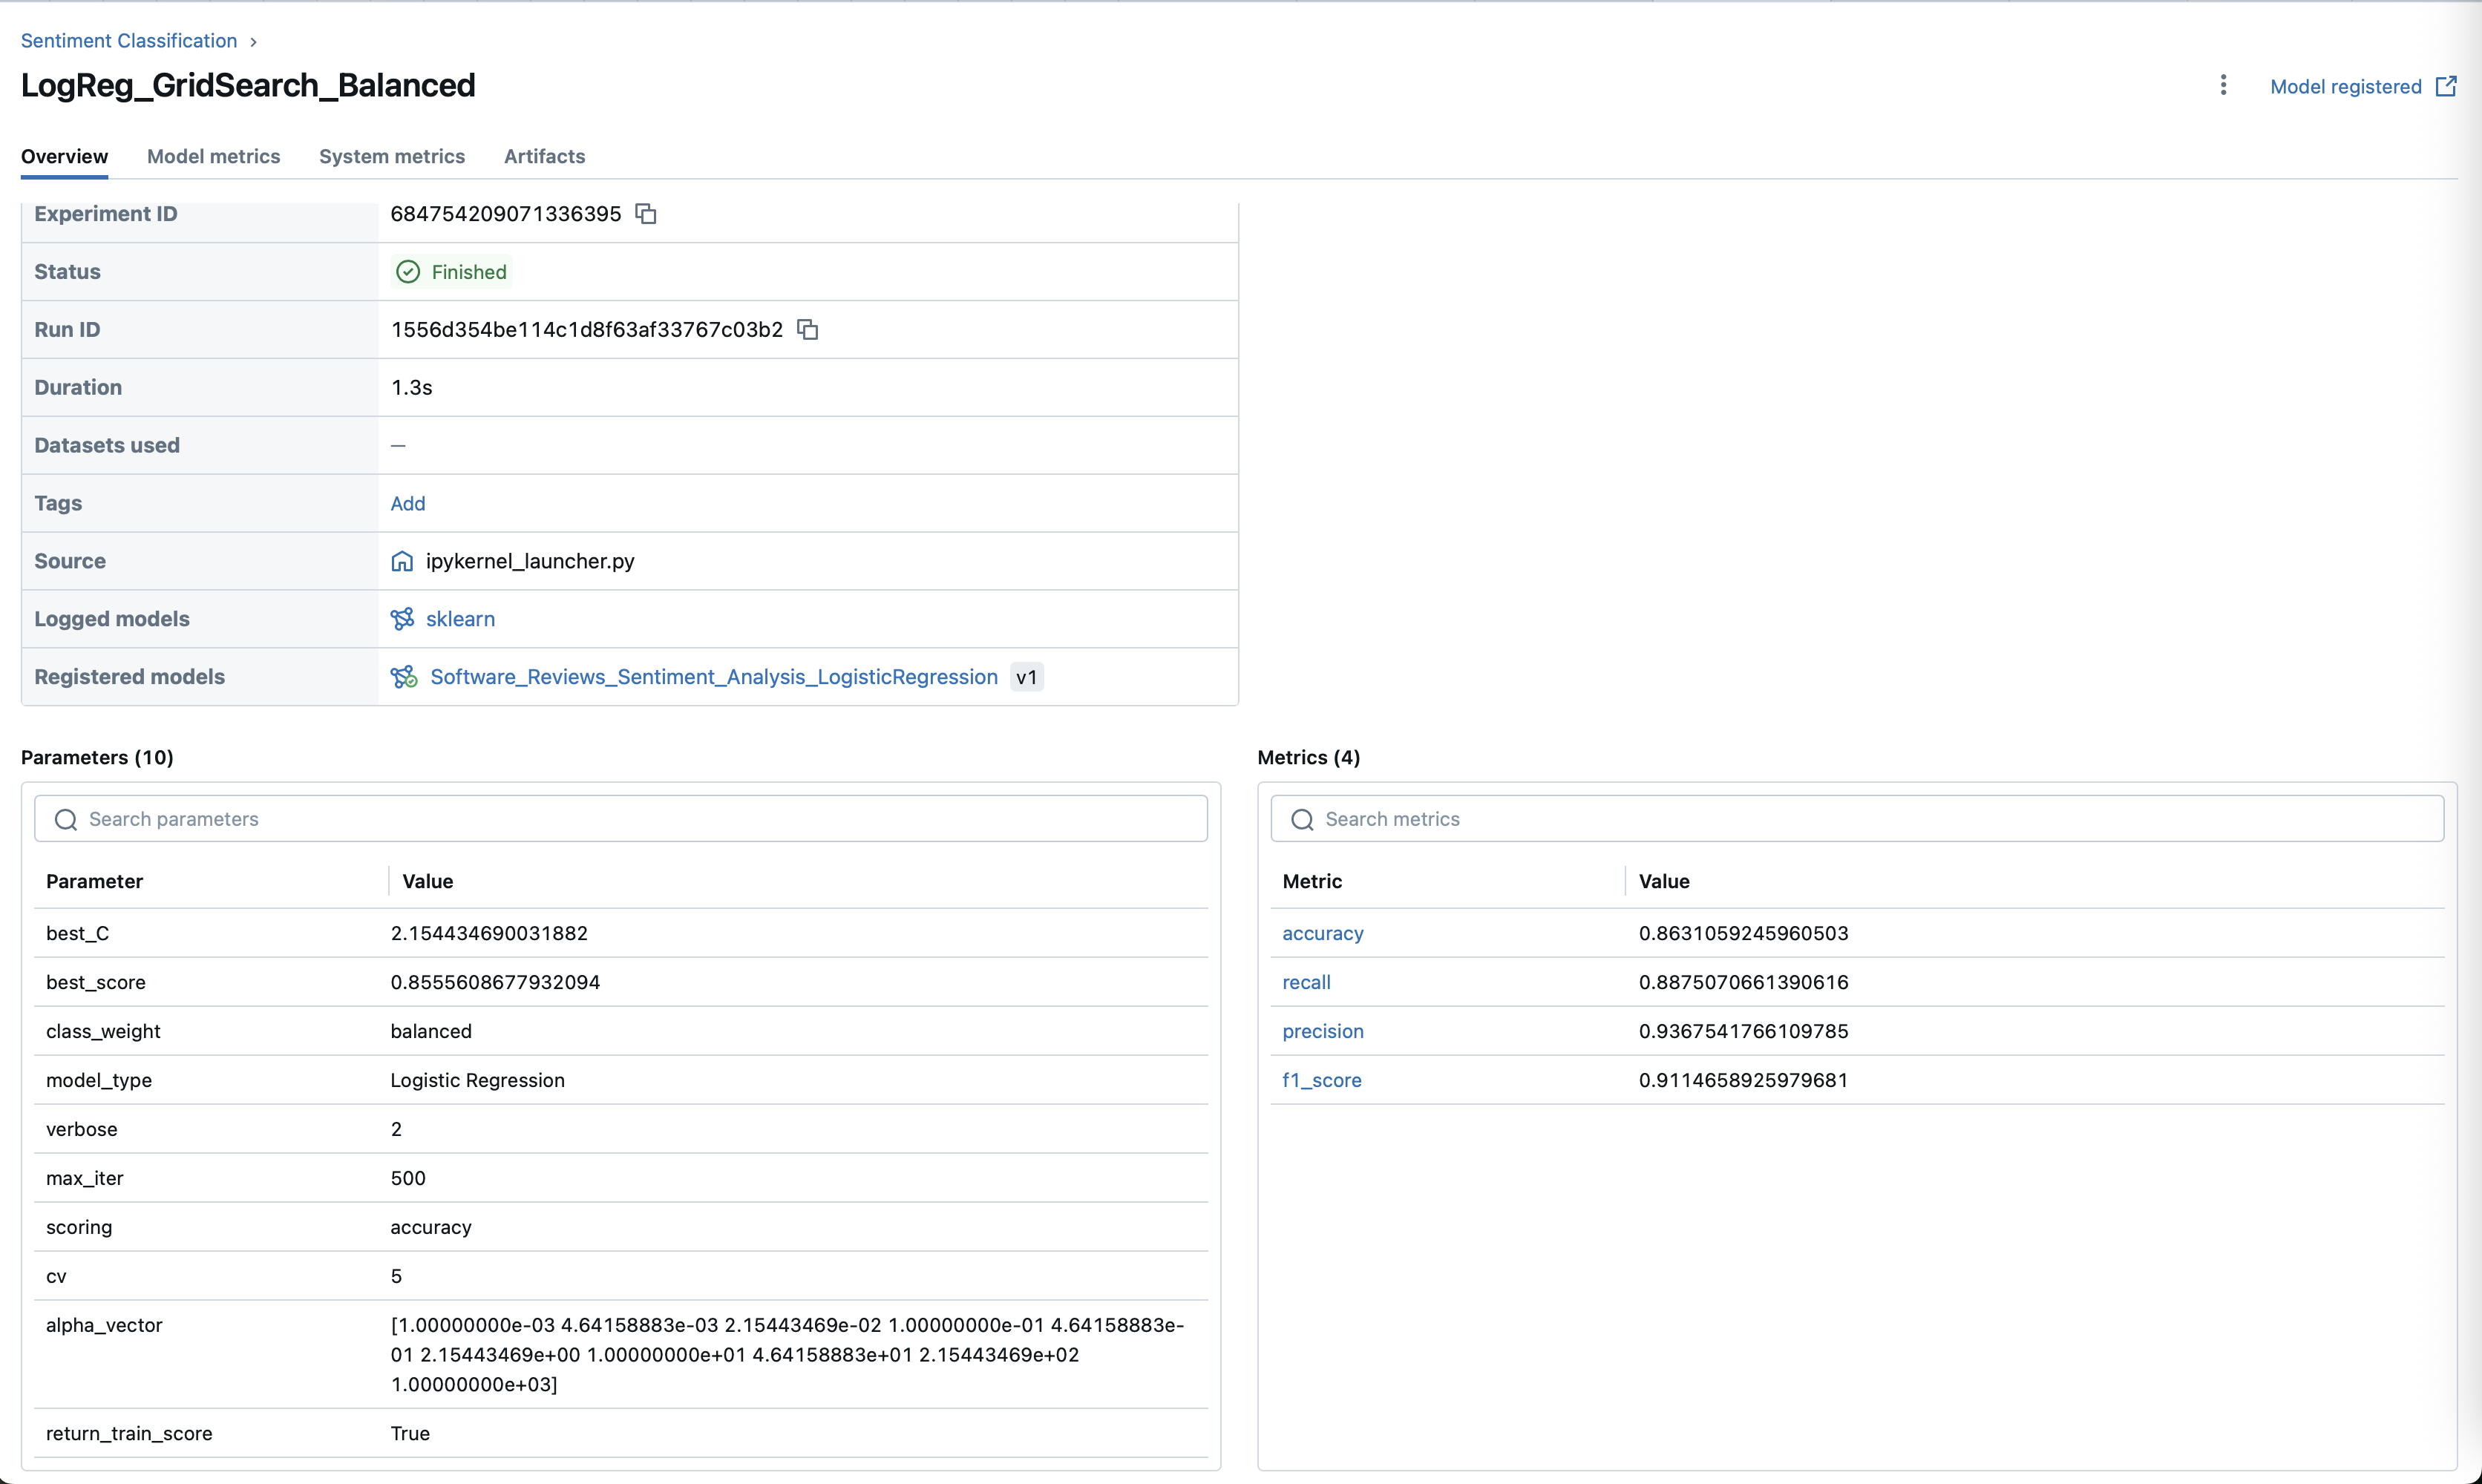 Sentiment Classification
LogReg_GridSearch_Balanced
Model registered
Overview Model metrics System metrics Artifacts
Experiment ID 684754209071336395
Status Finished
Run ID 1556d354be114c1d8f63af33767c03b2
Duration 1.3s
Datasets used —
Tags Add
Source ipykernel_launcher.py
Logged models sklearn
Registered models Software_Reviews_Sentiment_Analysis_LogisticRegression v1
Parameters (10)
Search parameters
Parameter Value
best_C 2.154434690031882
best_score 0.8555608677932094
class_weight balanced
model_type Logistic Regression
verbose 2
max_iter 500
scoring accuracy
cv 5
alpha_vector [1.00000000e-03 4.64158883e-03 2.15443469e-02 1.00000000e-01 4.64158883e-
01 2.15443469e+00 1.00000000e+01 4.64158883e+01 2.15443469e+02
1.00000000e+03]
return_train_score True
Metrics (4)
Search metrics
Metric Value
accuracy 0.8631059245960503
recall 0.8875070661390616
precision 0.9367541766109785
f1_score 0.9114658925979681